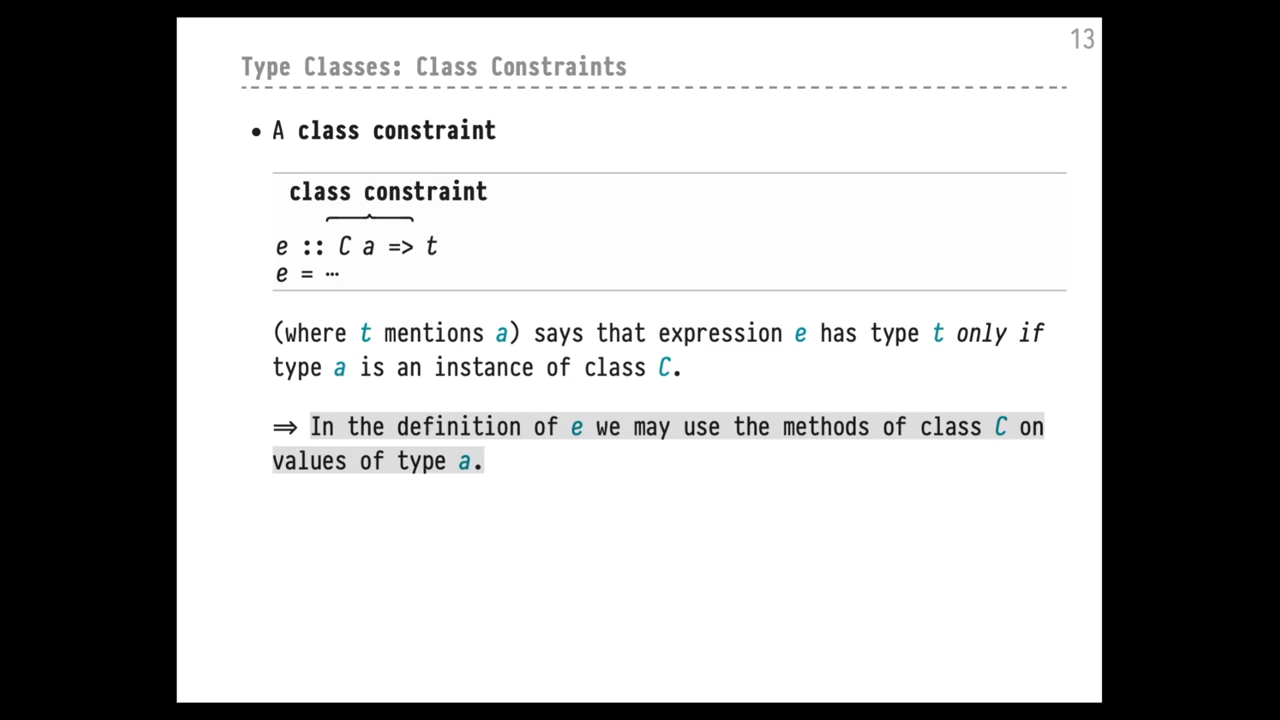 13
Type Classes: Class Constraints
• A class constraint
class constraint
e :: C a => t
e = ⋯
(where t mentions a) says that expression e has type t only if
type a is an instance of class C.
⇒ In the definition of e we may use the methods of class C on
values of type a.